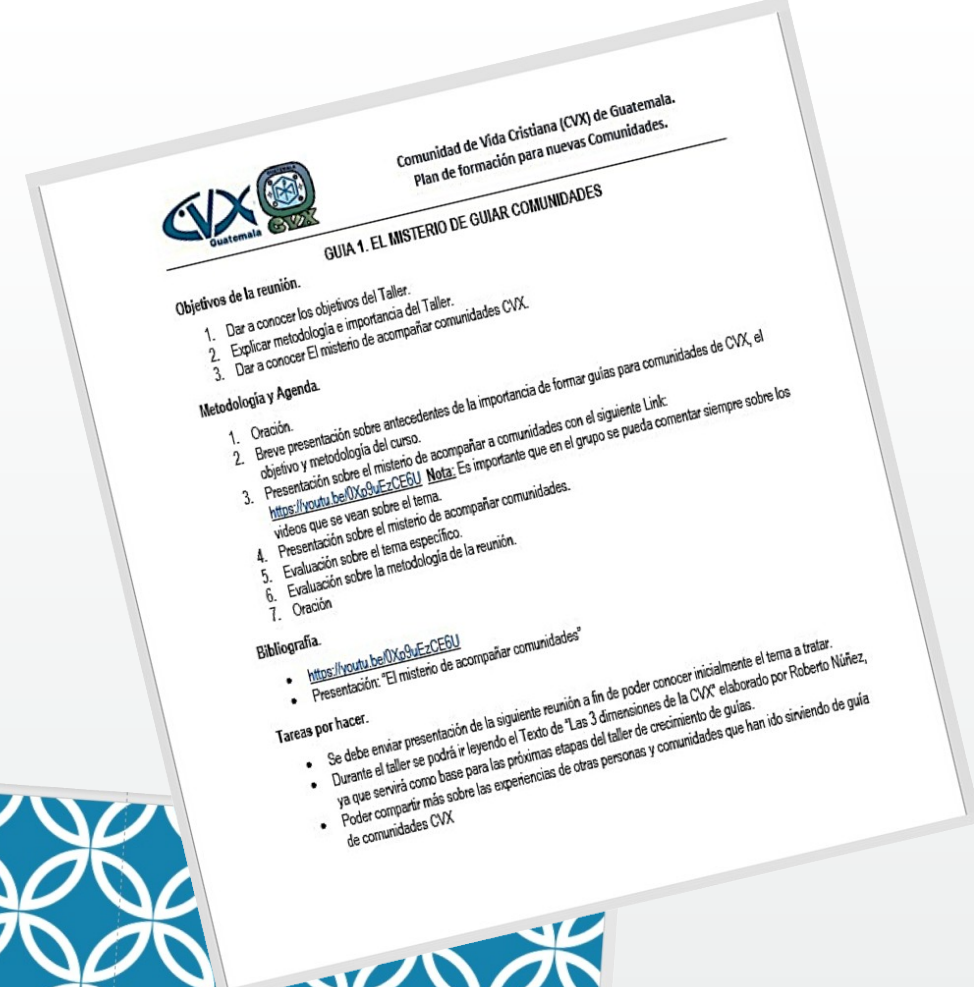 Comunidad de Vida Cristiana (CVX) de Guatemala.
Plan de formación para nuevas Comunidades.
CVX
Guatemala
CVX
GUIA 1. EL MISTERIO DE GUIAR COMUNIDADES
Objetivos de la reunión.
1. Dar a conocer los objetivos del Taller.
2. Explicar metodología e importancia del Taller.
3. Dar a conocer El misterio de acompañar comunidades CVX.
Metodología y Agenda.
1. Oración.
2. Breve presentación sobre antecedentes de la importancia de formar guías para comunidades de CVX, el
objetivo y metodología del curso.
3. Presentación sobre el misterio de acompañar a comunidades con el siguiente Link:
https://youtu.be/0Xp9uEzCE6U Nota: Es importante que en el grupo se pueda comentar siempre sobre los
videos que se vean sobre el tema.
4. Presentación sobre el misterio de acompañar comunidades.
5. Evaluación sobre el tema específico.
6. Evaluación sobre la metodología de la reunión.
7. Oración
Bibliografía.
• https://youtu.be/0Xp9uEzCE6U
• Presentación: "El misterio de acompañar comunidades"
Tareas por hacer.
• Se debe enviar presentación de la siguiente reunión a fin de poder conocer inicialmente el tema a tratar.
• Durante el taller se podrá ir leyendo el Texto de "Las 3 dimensiones de la CVX" elaborado por Roberto Núñez,
ya que servirá como base para las próximas etapas del taller de crecimiento de guías.
• Poder compartir más sobre las experiencias de otras personas y comunidades que han ido sirviendo de guía
de comunidades CVX